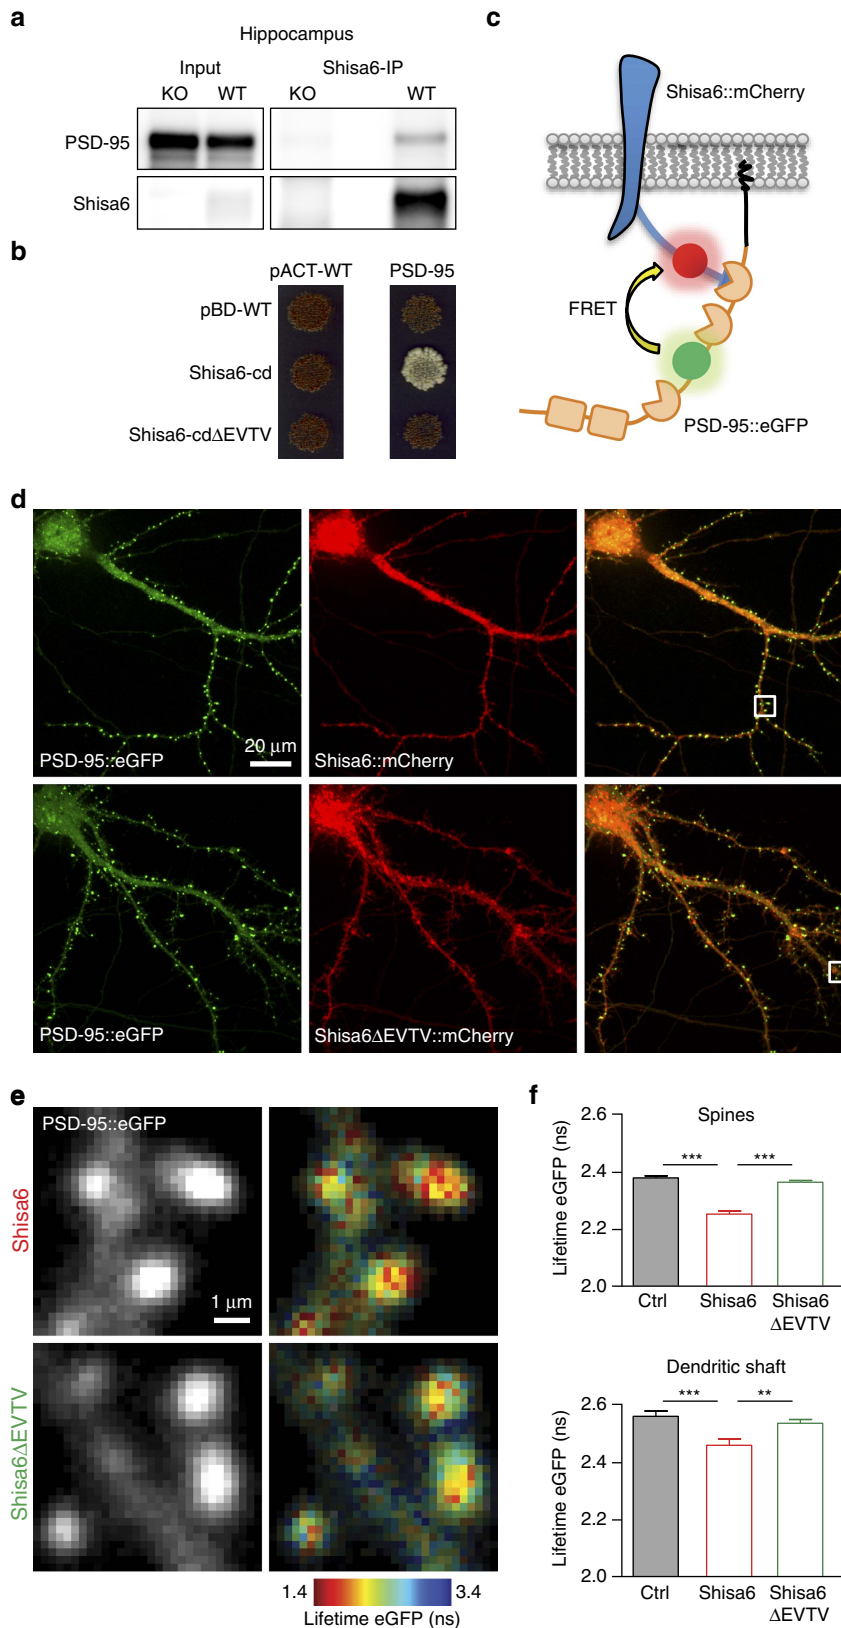 a
Hippocampus
Input
Shisa6-IP
KO
WT
KO
WT
PSD-95
Shisa6
b
pACT-WT
PSD-95
pBD-WT
Shisa6-cd
Shisa6-cdΔEVTV
c
Shisa6::mCherry
FRET
PSD-95::eGFP
d
PSD-95::eGFP
20 μm
Shisa6::mCherry
PSD-95::eGFP
Shisa6ΔEVTV::mCherry
e
PSD-95::eGFP
Shisa6
1 μm
Shisa6ΔEVTV
1.4
3.4
Lifetime eGFP (ns)
f
Spines
Lifetime eGFP (ns)
2.6
2.4
2.2
2.0
***
***
Ctrl
Shisa6
Shisa6
ΔEVTV
Dendritic shaft
Lifetime eGFP (ns)
2.6
2.4
2.2
2.0
***
**
Ctrl
Shisa6
Shisa6
ΔEVTV